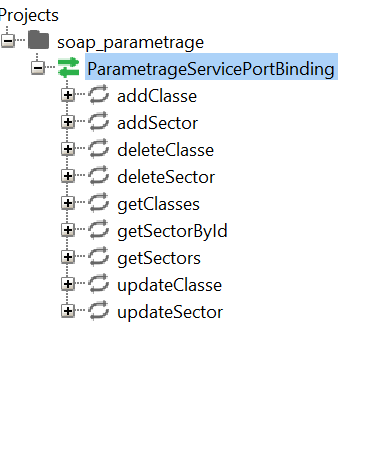 Projects
soap_parametrage
ParametrageServicePortBinding
addClasse
addSector
deleteClasse
deleteSector
getClasses
getSectorById
getSectors
updateClasse
updateSector